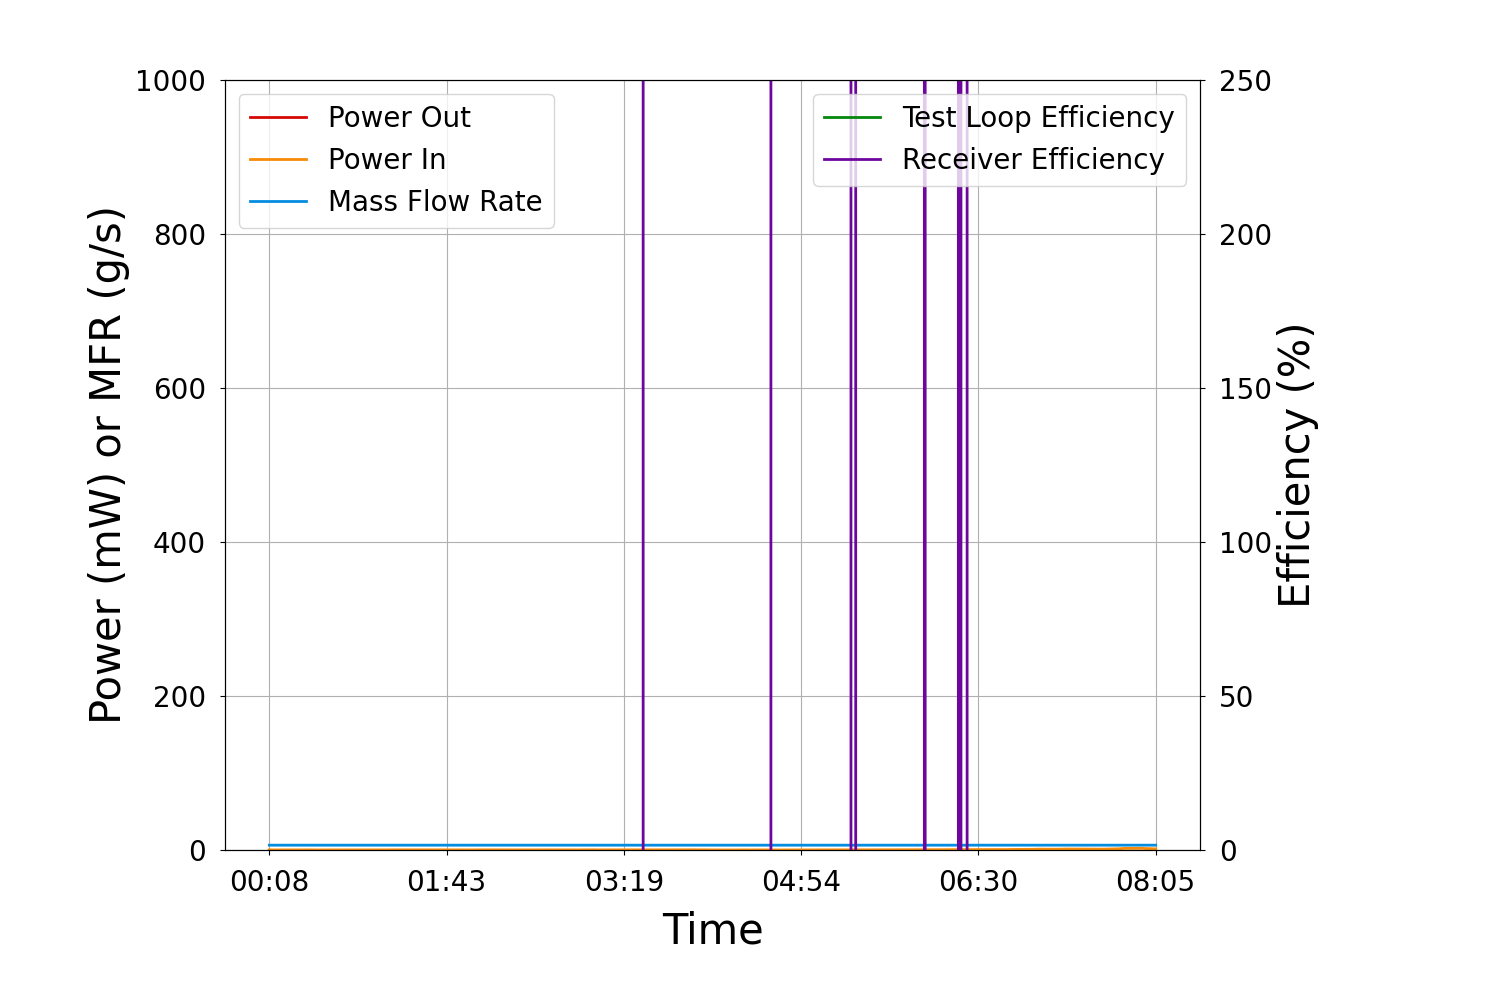 Power (mW) or MFR (g/s)
1000
800
600
400
200
0
Power Out
Power In
Mass Flow Rate
Test Loop Efficiency
Receiver Efficiency
250
200
150
100
50
0
Efficiency (%)
00:08 01:43 03:19 04:54 06:30 08:05
Time